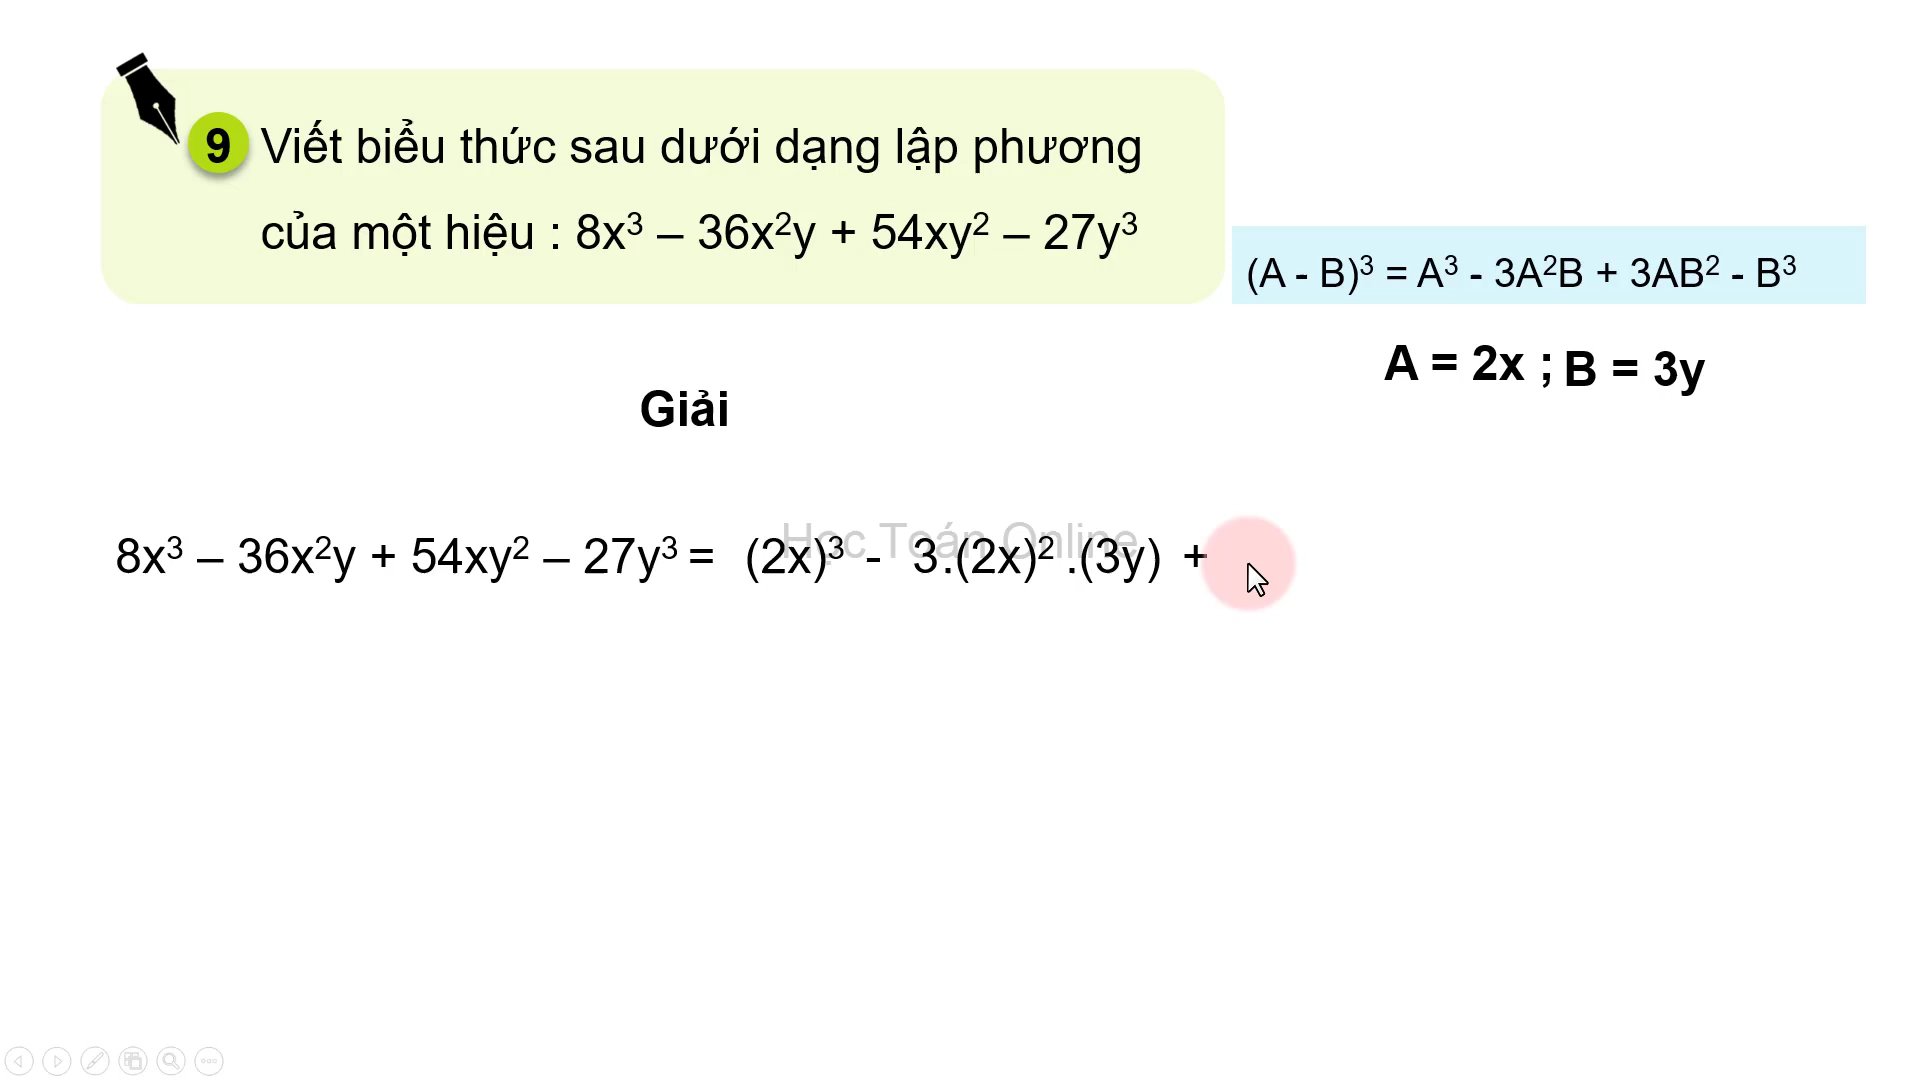 9 Viết biểu thức sau dưới dạng lập phương
của một hiệu : 8x³ – 36x²y + 54xy² – 27y³
(A - B)³ = A³ - 3A²B + 3AB² - B³
A = 2x ; B = 3y
Giải
Học Toán Online
8x³ – 36x²y + 54xy² – 27y³ = (2x)³ - 3.(2x)² .(3y) +